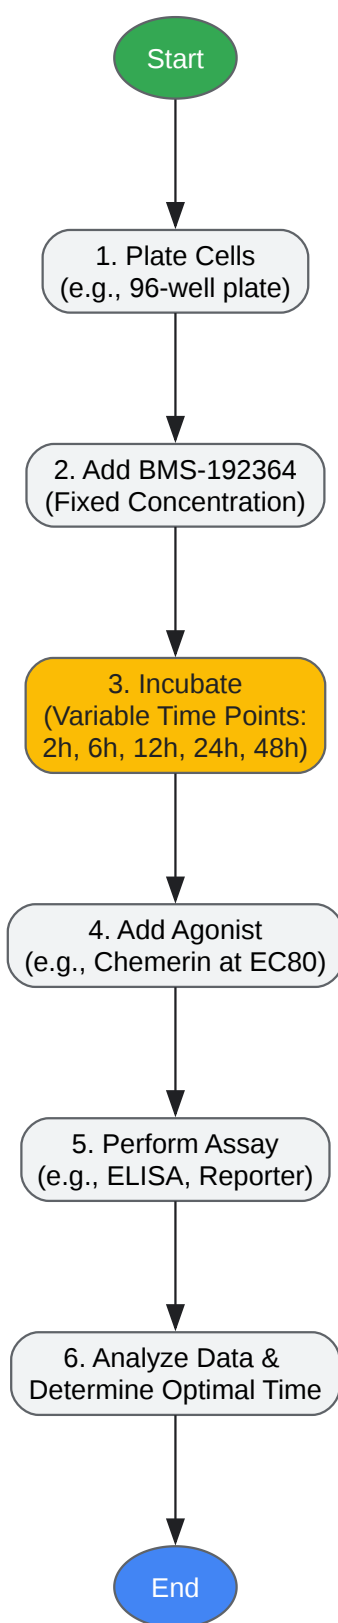 Start
1. Plate Cells
(e.g., 96-well plate)
2. Add BMS-192364
(Fixed Concentration)
3. Incubate
(Variable Time Points:
2h, 6h, 12h, 24h, 48h)
4. Add Agonist
(e.g., Chemerin at EC80)
5. Perform Assay
(e.g., ELISA, Reporter)
6. Analyze Data &
Determine Optimal Time
End